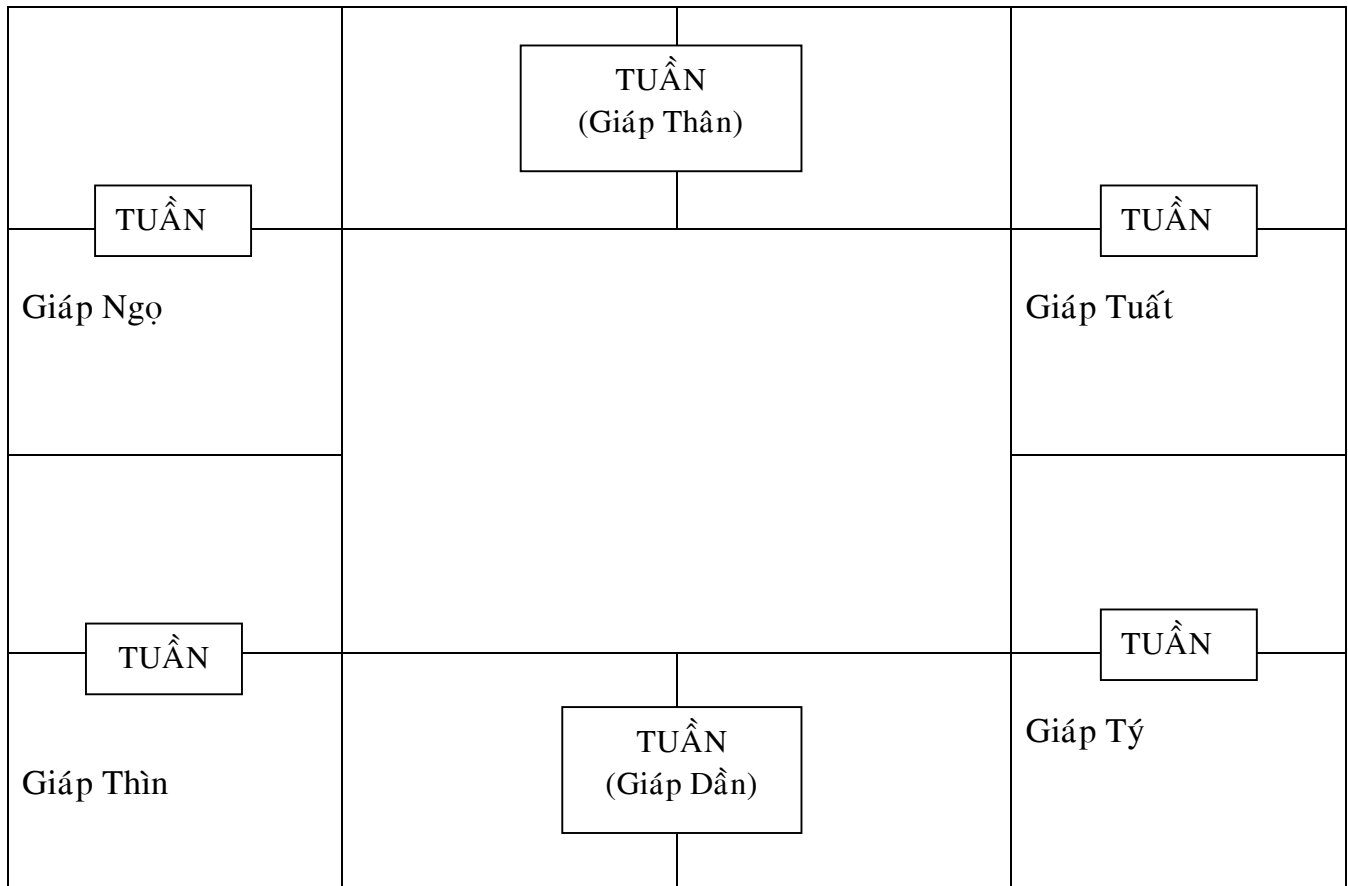 TUẦN
(Giáp Thân)
TUẦN
TUẦN
Giáp Ngọ
Giáp Tuất
TUẦN
TUẦN
Giáp Thìn
TUẦN
(Giáp Dần)
Giáp Tý